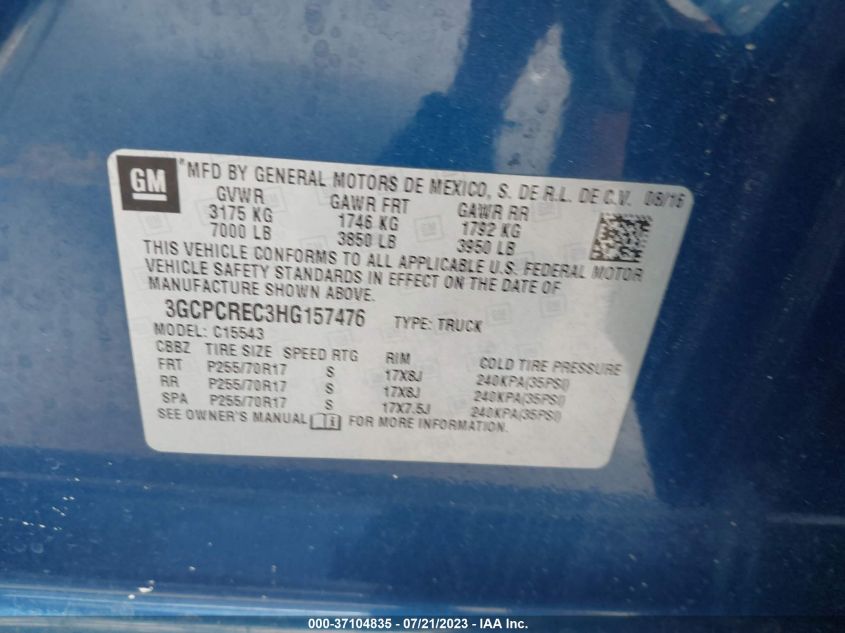 GM
*MFD BY GENERAL MOTORS DE MEXICO, S. DE R.L. DE C.V. 08/16
GVWR GAWR FRT GAWR RR
3175 KG 1746 KG 1792 KG
7000 LB 3850 LB 3950 LB
THIS VEHICLE CONFORMS TO ALL APPLICABLE U.S. FEDERAL MOTOR
VEHICLE SAFETY STANDARDS IN EFFECT ON THE DATE OF
MANUFACTURE SHOWN ABOVE.
3GCPCREC3HG157476 TYPE: TRUCK
MODEL: C15543
CBBZ TIRE SIZE SPEED RTG RIM COLD TIRE PRESSURE
FRT P255/70R17 S 17X8J 240KPA(35PSI)
RR P255/70R17 S 17X8J 240KPA(35PSI)
SPA P255/70R17 S 17X7.5J 240KPA(35PSI)
SEE OWNER'S MANUAL FOR MORE INFORMATION.
000-37104835 - 07/21/2023 - IAA Inc.